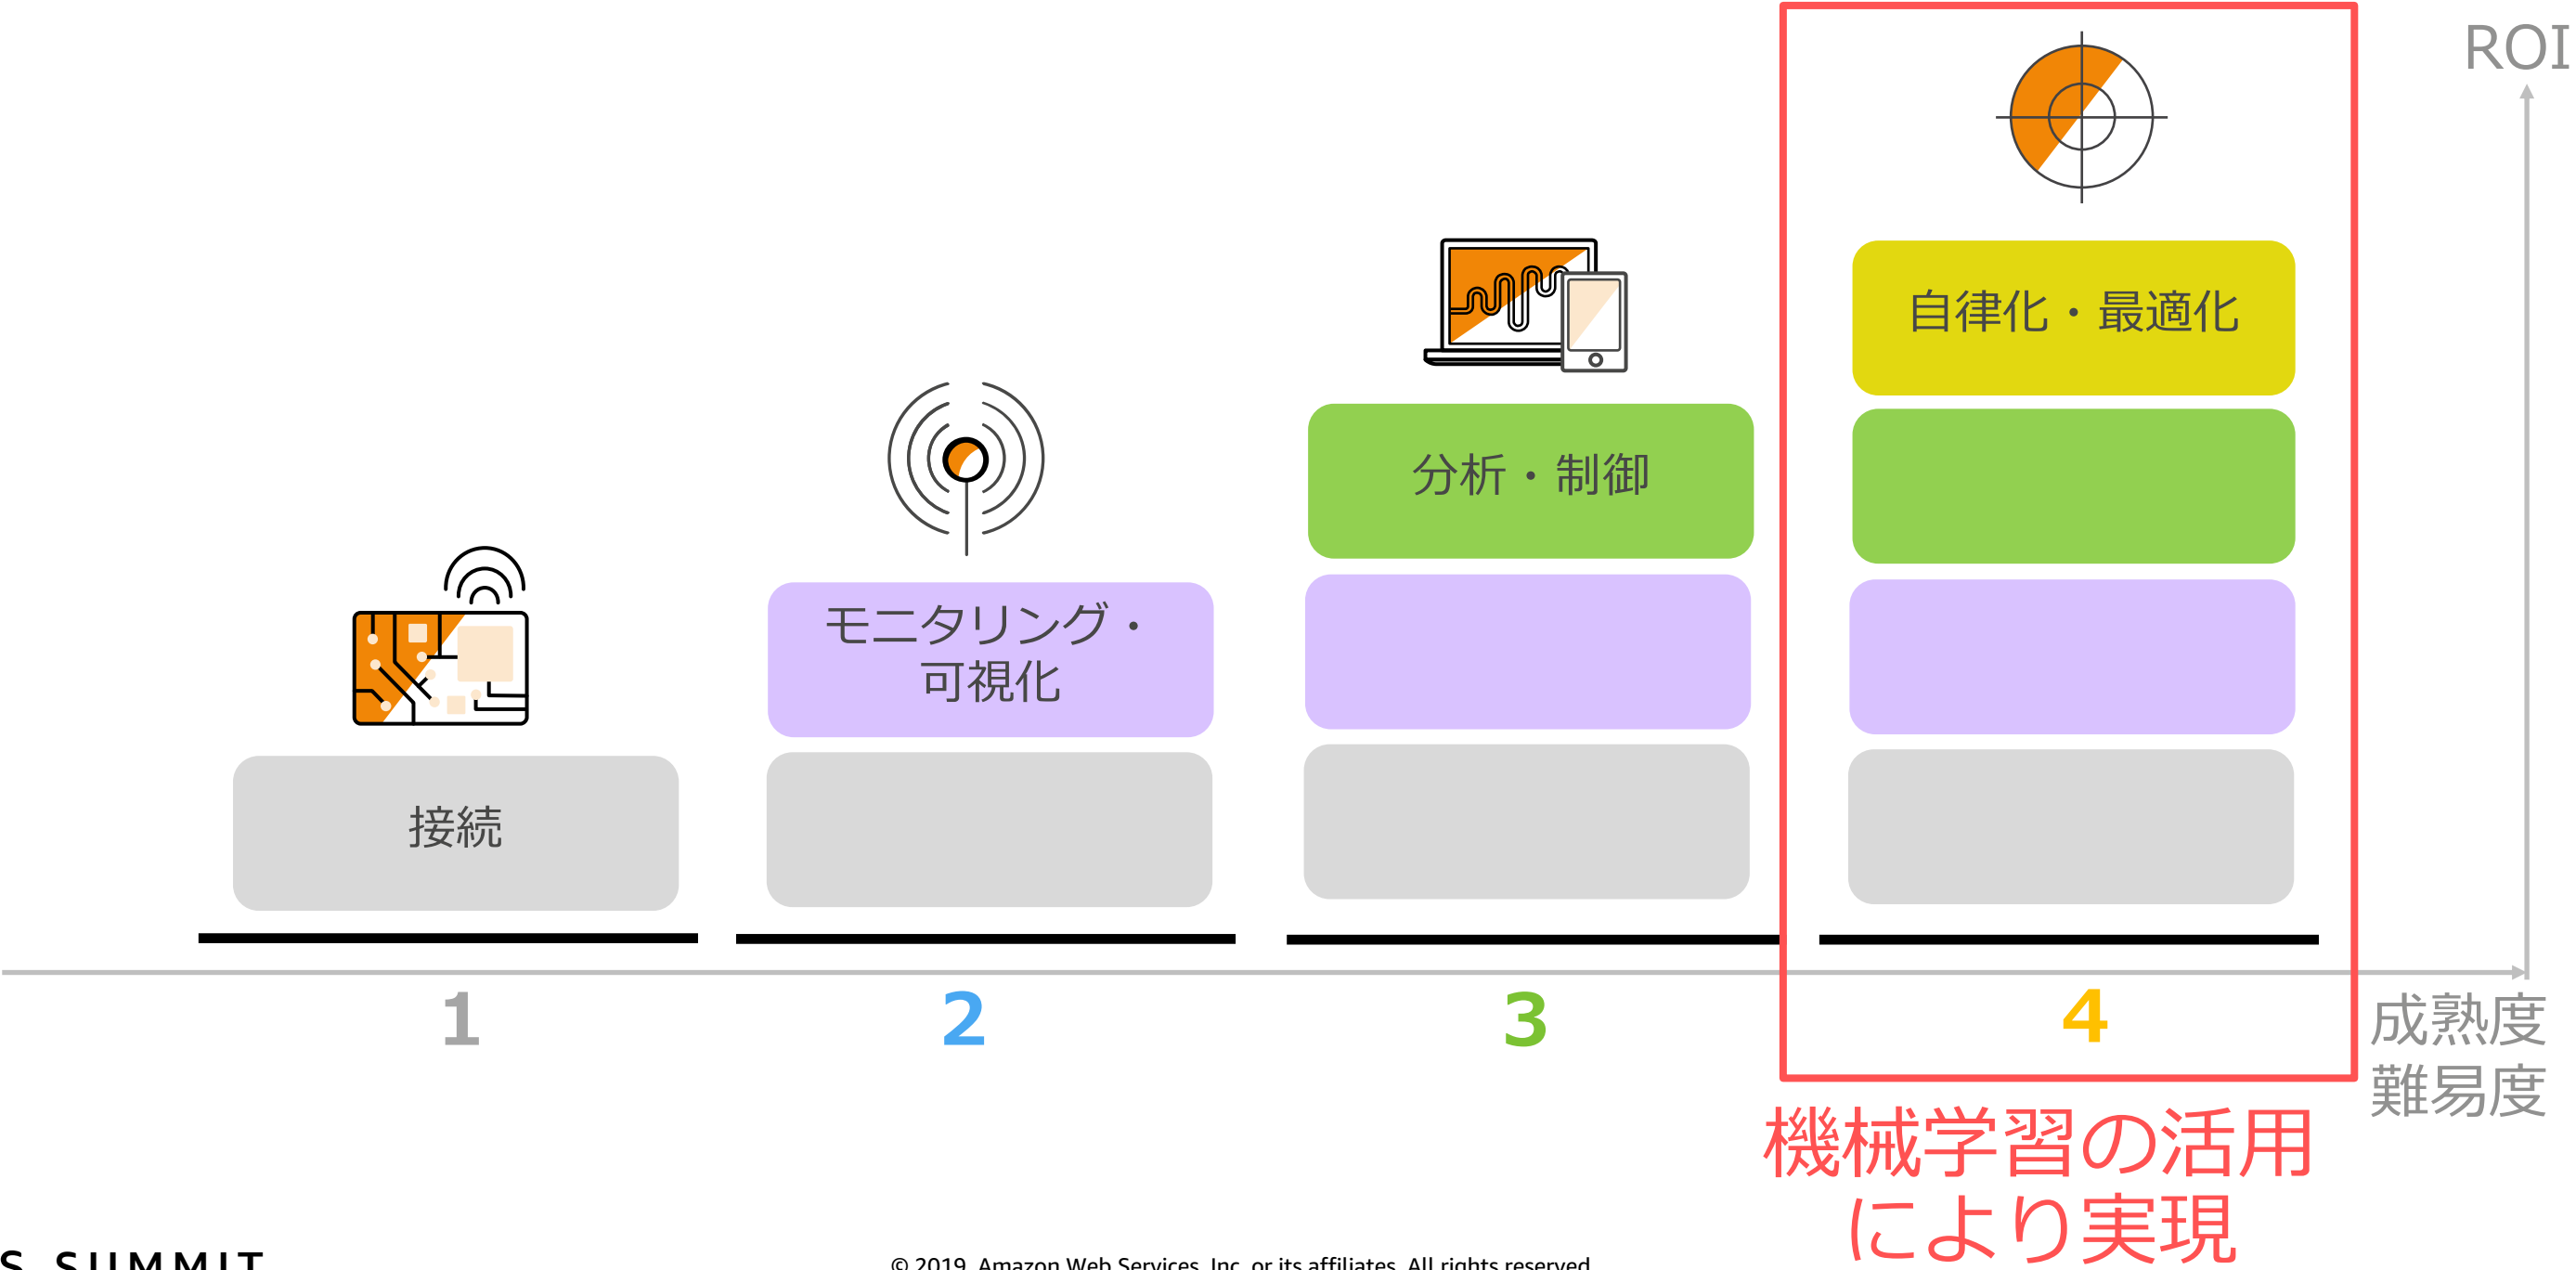 ROI
自律化・最適化
分析・制御
モニタリング・
可視化
接続
1
2
3
4
成熟度
難易度
機械学習の活用
により実現
S SUMMIT
© 2019, Amazon Web Services, Inc. or its affiliates. All rights reserved.